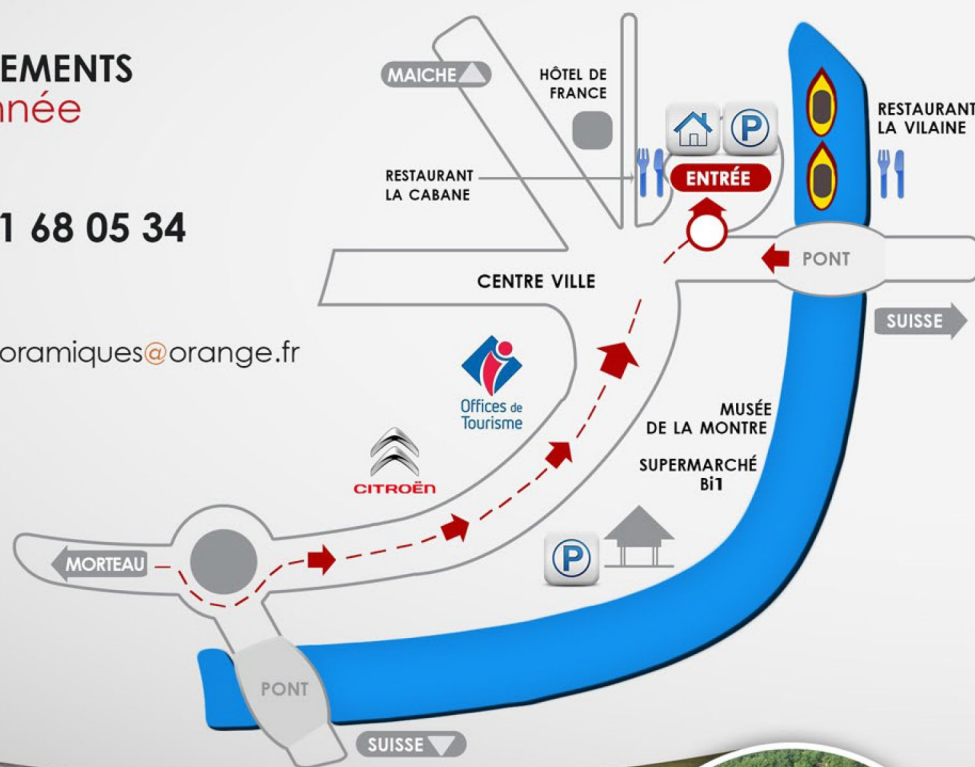 EMENTS
nnée
1 68 05 34
oramiques@orange.fr
MAICHE
HÔTEL DE
FRANCE
P
RESTAURANT
LA VILAINE
RESTAURANT
LA CABANE
ENTRÉE
CENTRE VILLE
PONT
SUISSE
Offices de
Tourisme
MUSÉE
DE LA MONTRE
CITROËN
SUPERMARCHÉ
Bi1
P
MORTEAU
PONT
SUISSE